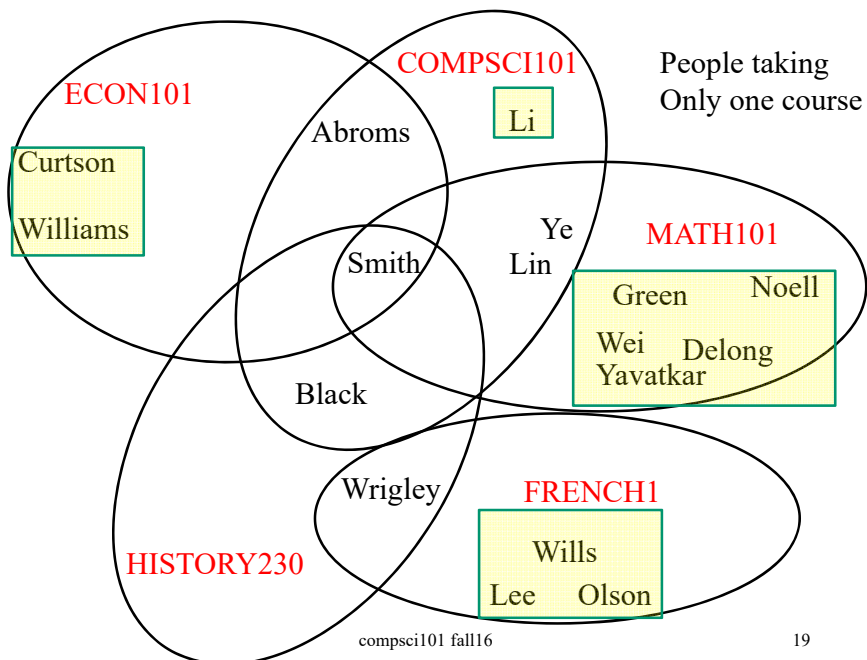 COMPSCI101
People taking
Only one course
ECON101
Abroms
Li
Curtson
Williams
Ye
MATH101
Smith
Lin
Green
Noell
Wei
Delong
Yavatkar
Black
Wrigley
FRENCH1
HISTORY230
Wills
Lee
Olson
compsci101 fall16
19